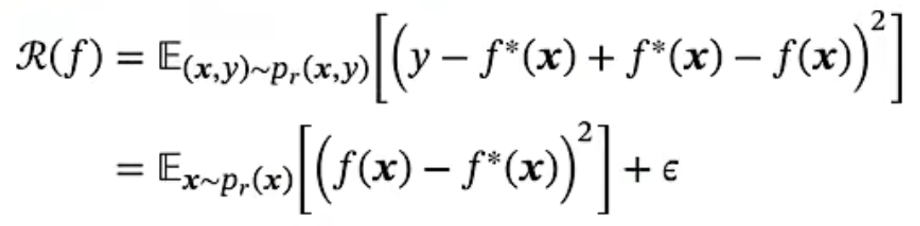 ℛ(f) = 𝔼_{(x,y)∼p_r(x,y)}[(y − f*(x) + f*(x) − f(x))²]
= 𝔼_{x∼p_r(x)}[(f(x) − f*(x))²] + ϵ